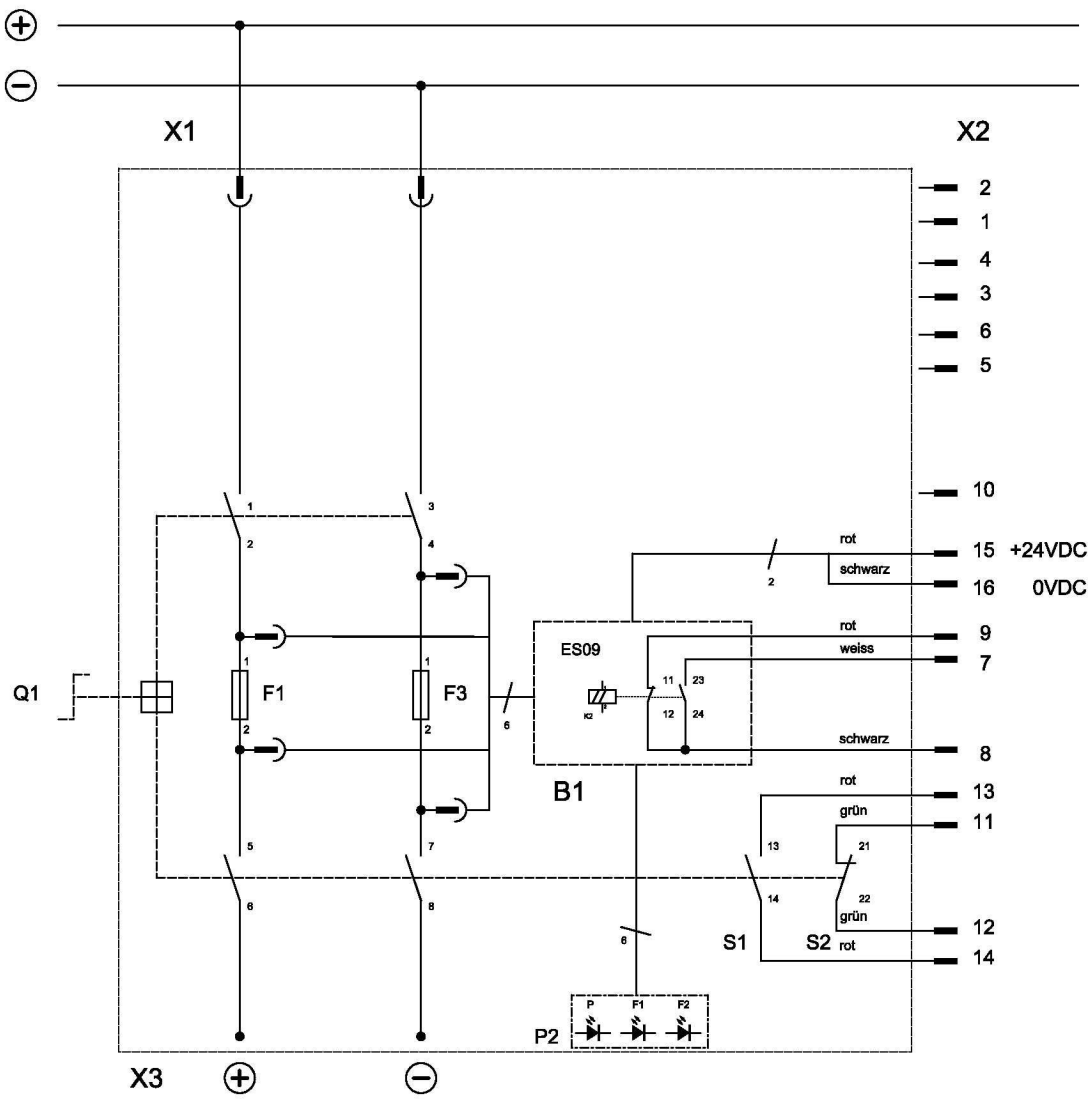 +
−
X1
X2
2
1
4
3
6
5
10
1
3
2
4
rot
15 +24VDC
2
schwarz
16 0VDC
rot
9
ES09
weiss
7
1
1
11
23
Q1
F1
F3
K2
12
24
6
2
2
schwarz
8
B1
rot
13
grün
11
5
7
13
21
6
8
14
22
grün
12
6
S1
S2
rot
14
P
F1
F2
P2
X3
+
−